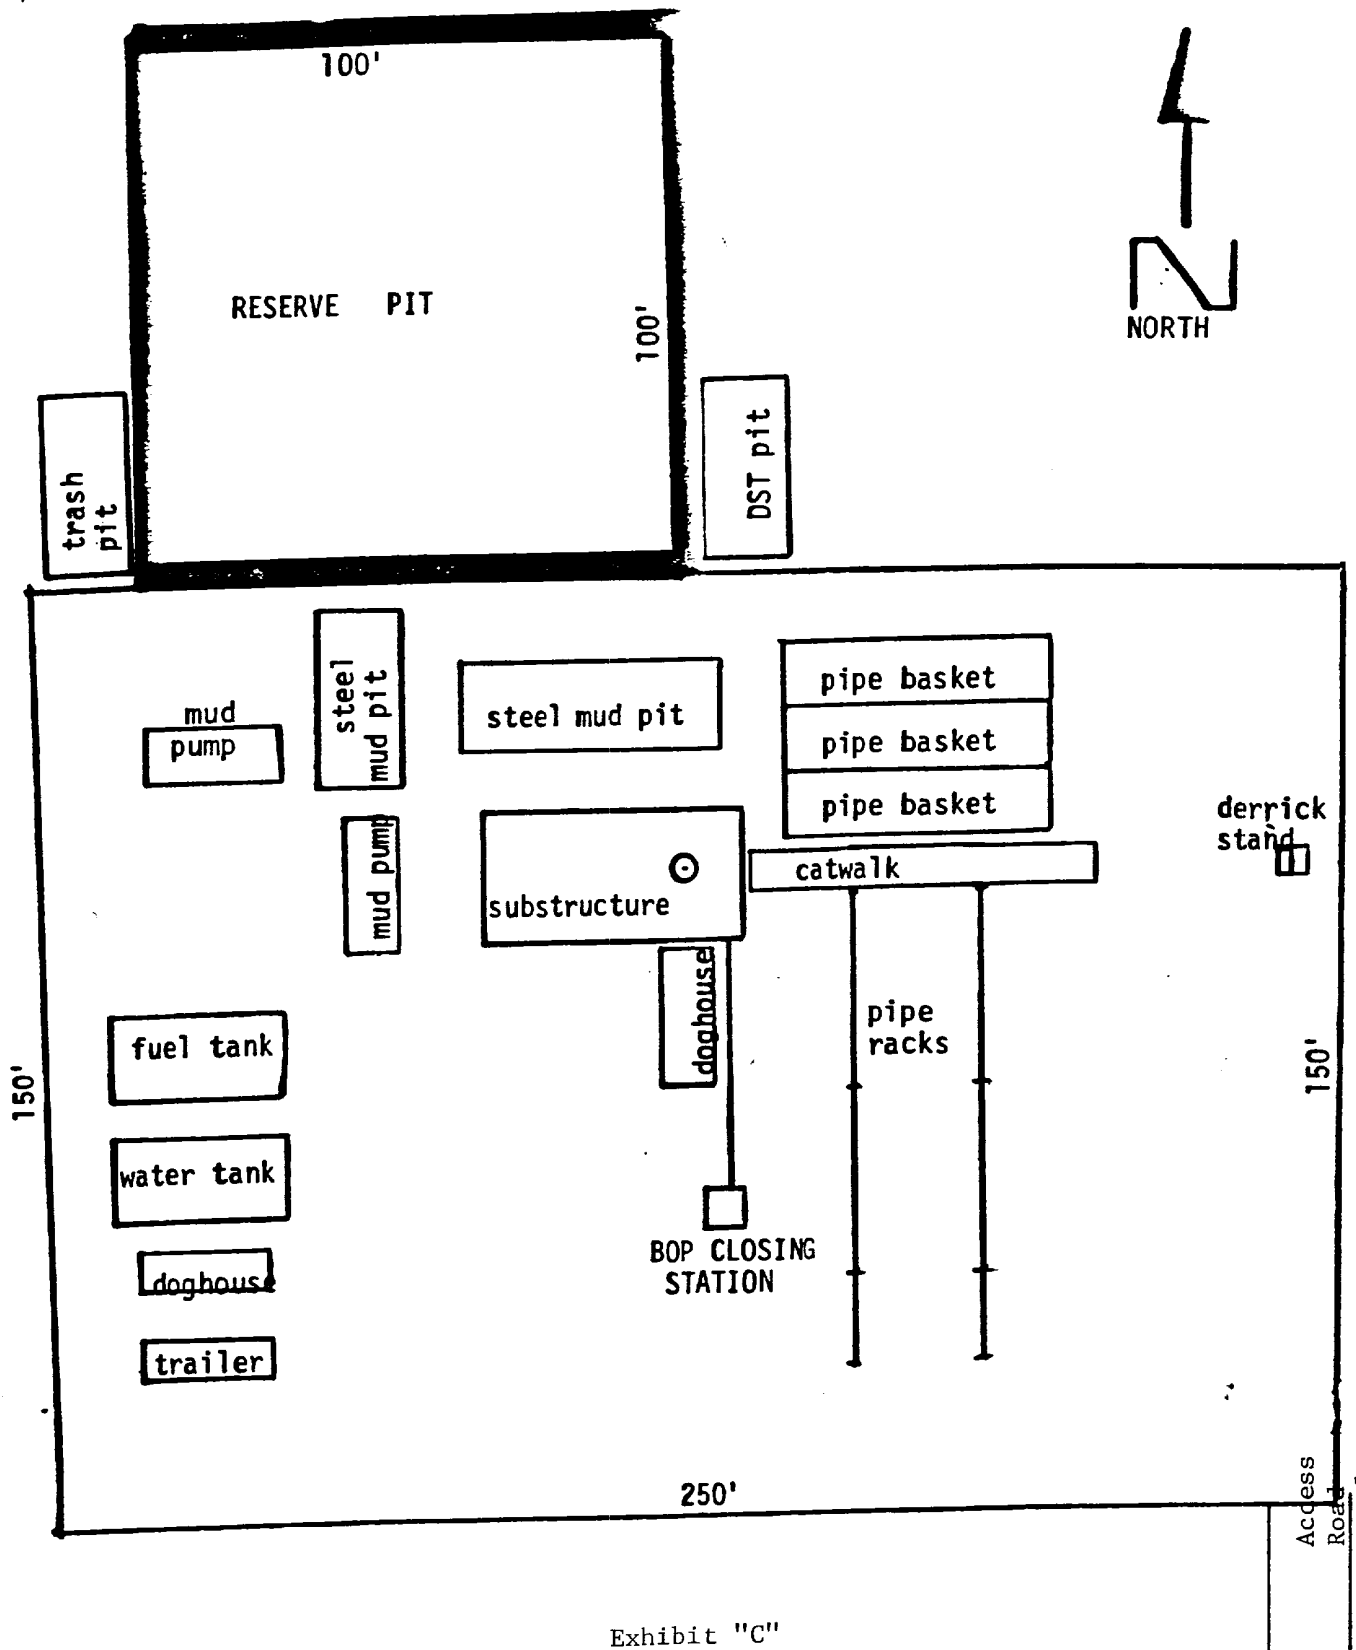 100'
RESERVE PIT
100'
N
NORTH
trash
pit
DST pit
steel
mud pit
steel mud pit
pipe basket
pipe basket
pipe basket
mud
pump
mud pump
derrick
stand
catwalk
substructure
doghouse
pipe
racks
fuel tank
150'
150'
water tank
BOP CLOSING
STATION
doghouse
trailer
250'
Access
Road
Exhibit "C"